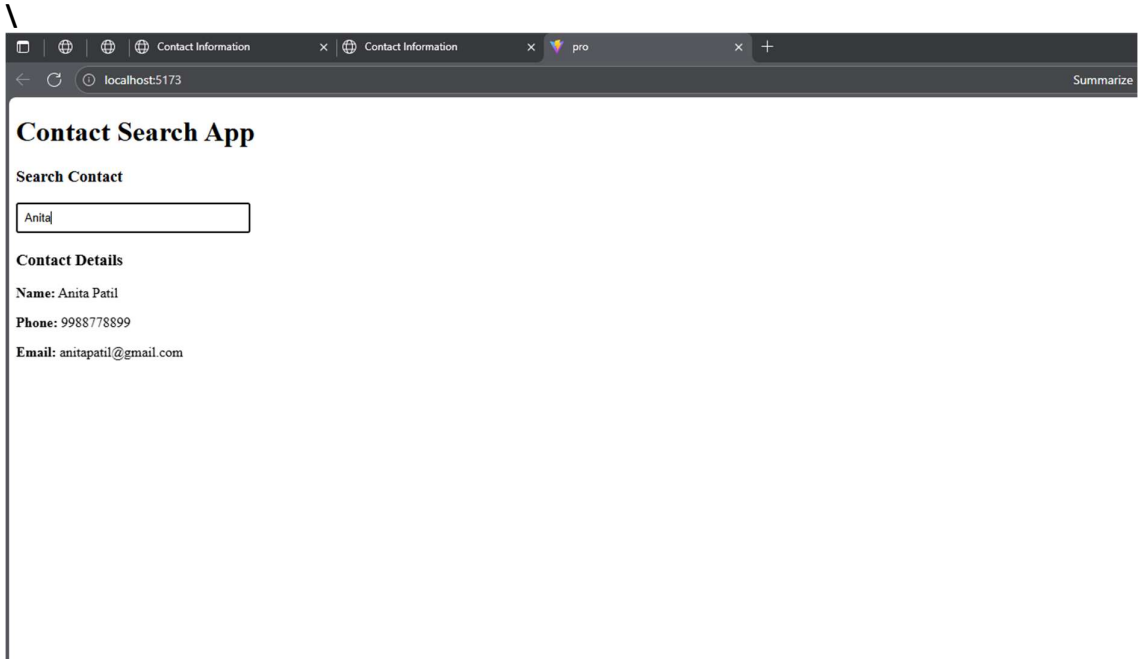 \
Contact Information
Contact Information
pro
localhost:5173
Summarize
Contact Search App
Search Contact
Anita
Contact Details
Name: Anita Patil
Phone: 9988778899
Email: anitapatil@gmail.com